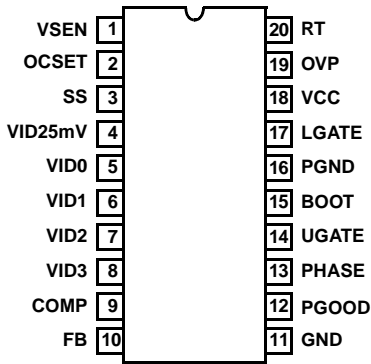 VSEN 1 20 RT
OCSET 2 19 OVP
SS 3 18 VCC
VID25mV 4 17 LGATE
VID0 5 16 PGND
VID1 6 15 BOOT
VID2 7 14 UGATE
VID3 8 13 PHASE
COMP 9 12 PGOOD
FB 10 11 GND